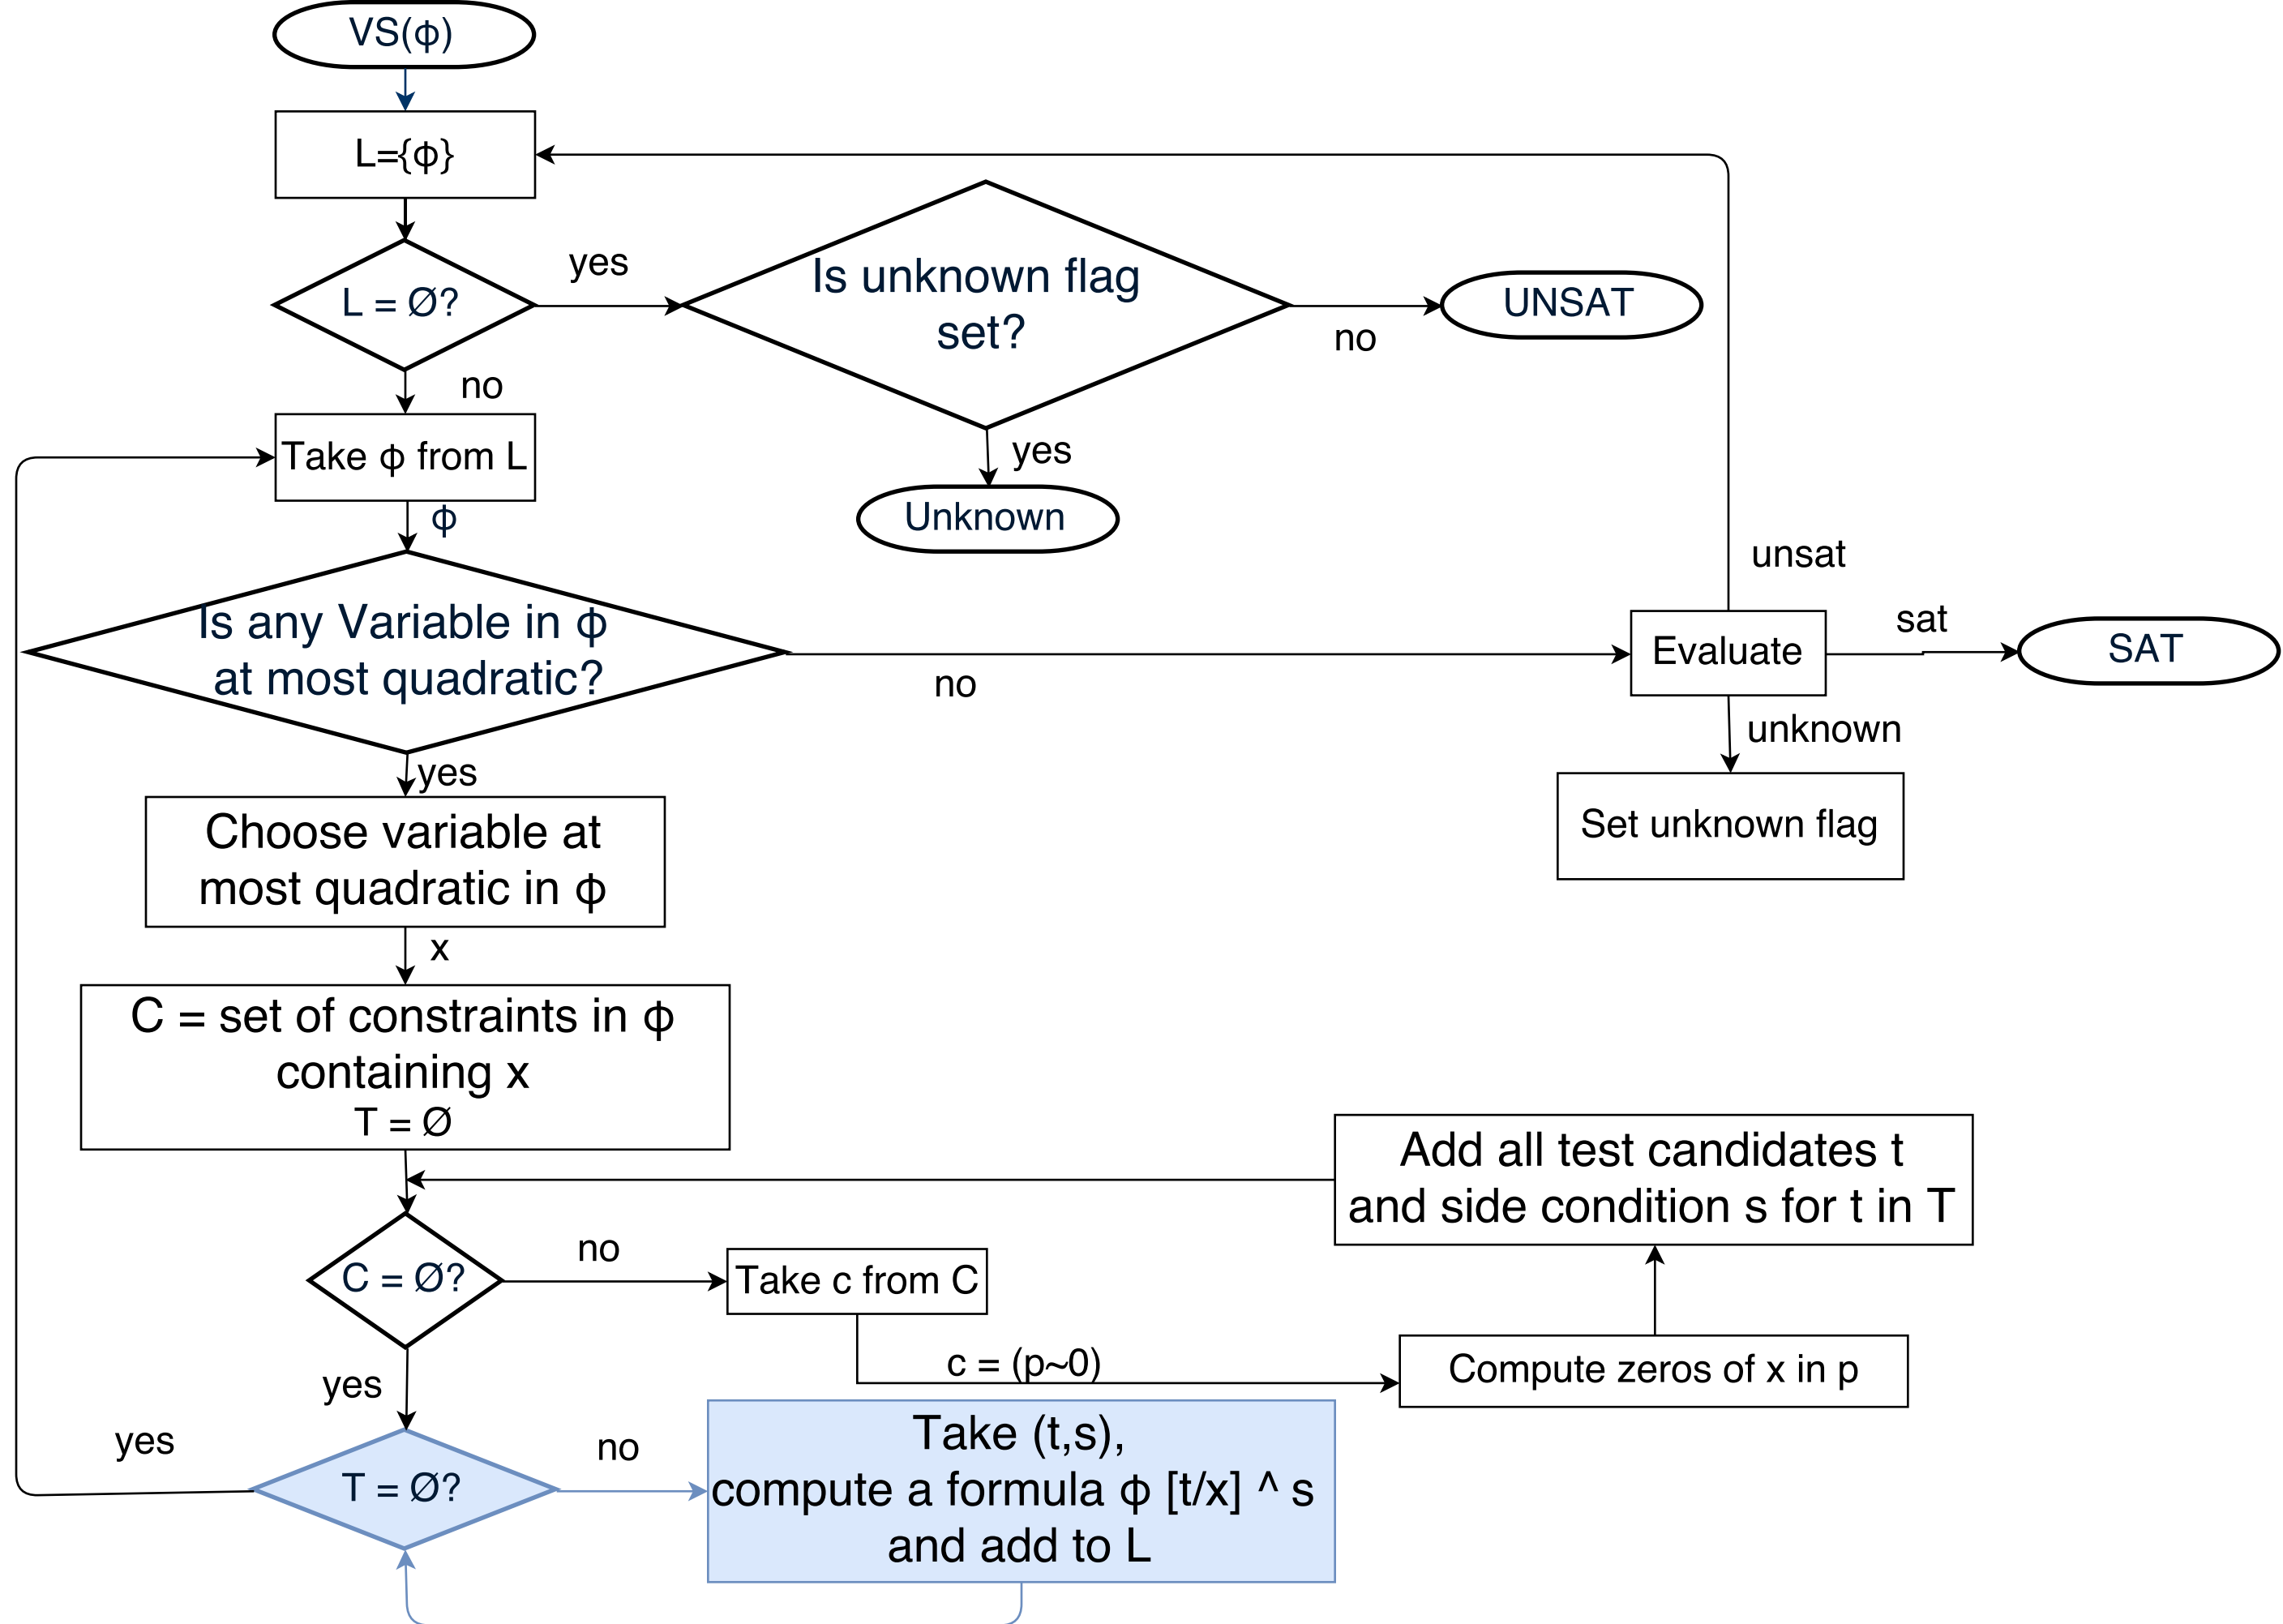 VS(ϕ)
L={ϕ}
L = Ø?
yes
Is unknown flag
set?
no
UNSAT
yes
Unknown
no
Take ϕ from L
ϕ
Is any Variable in ϕ
at most quadratic?
no
Evaluate
unsat
sat
SAT
unknown
Set unknown flag
yes
Choose variable at
most quadratic in ϕ
x
C = set of constraints in ϕ
containing x
T = Ø
C = Ø?
no
Take c from C
c = (p~0)
Compute zeros of x in p
Add all test candidates t
and side condition s for t in T
yes
T = Ø?
yes
no
Take (t,s),
compute a formula ϕ [t/x] ^ s
and add to L